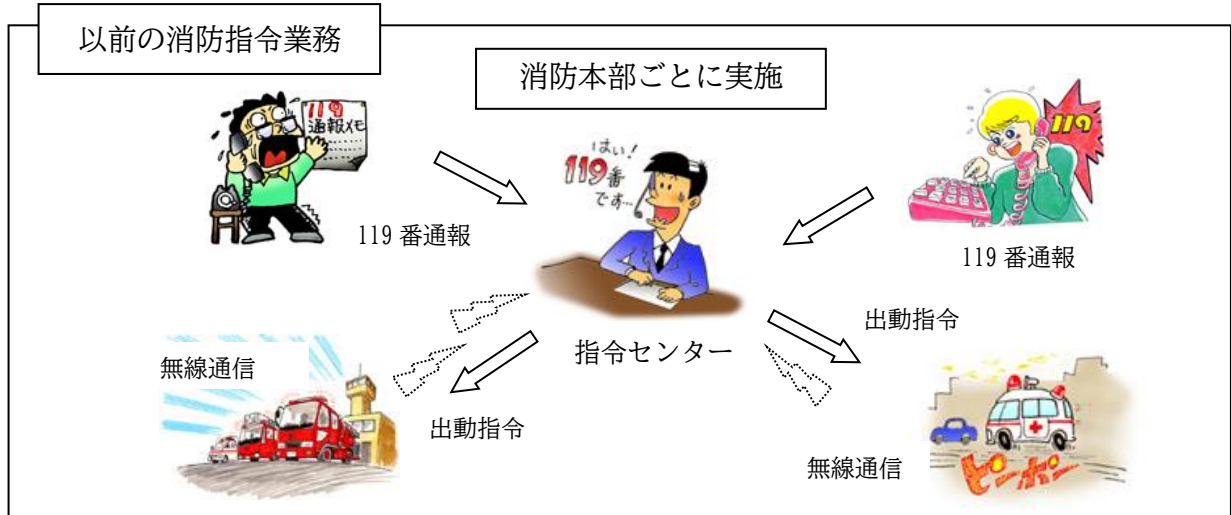 以前の消防指令業務
消防本部ごとに実施
119
通報メモ
はい!
119番
です…
119
119 番通報
119 番通報
出動指令
指令センター
無線通信
出動指令
無線通信
ピーポー